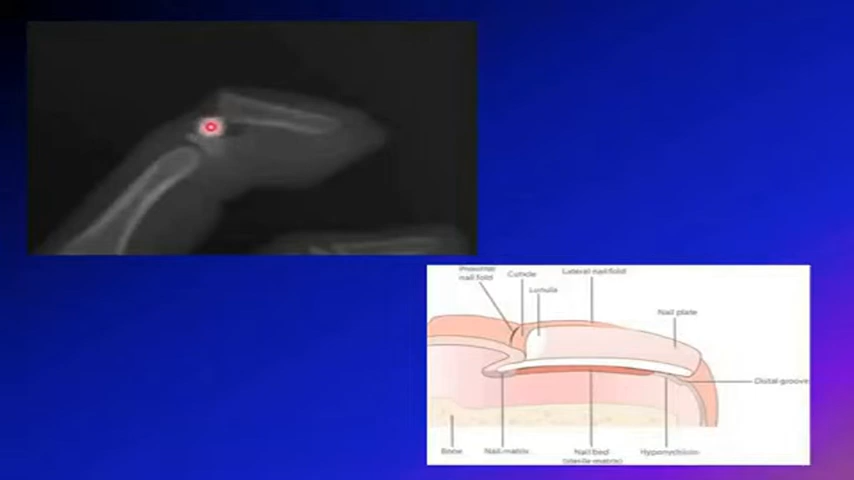 Proximal
nail fold
Cuticle
Lateral nail fold
Lunula
Nail plate
Distal groove
Bone
Nail matrix
Nail bed
(sterile matrix)
Hyponychium